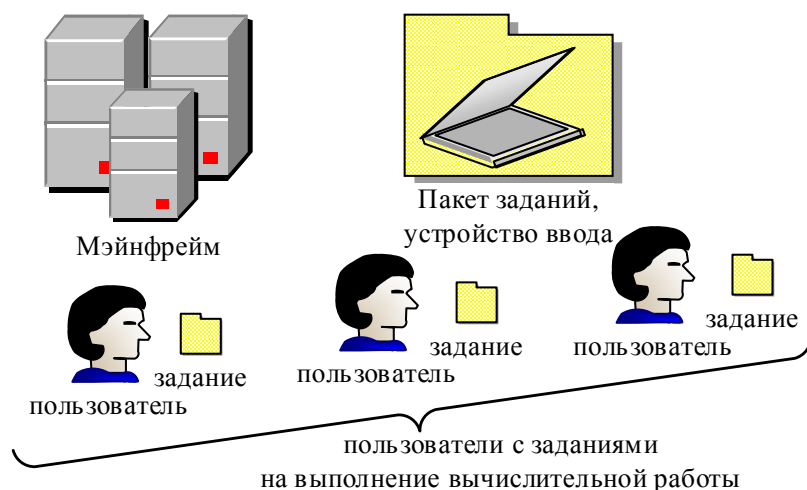 Мэйнфрейм
Пакет заданий,
устройство ввода
задание
пользователь
задание
пользователь
задание
пользователь
пользователи с заданиями
на выполнение вычислительной работы